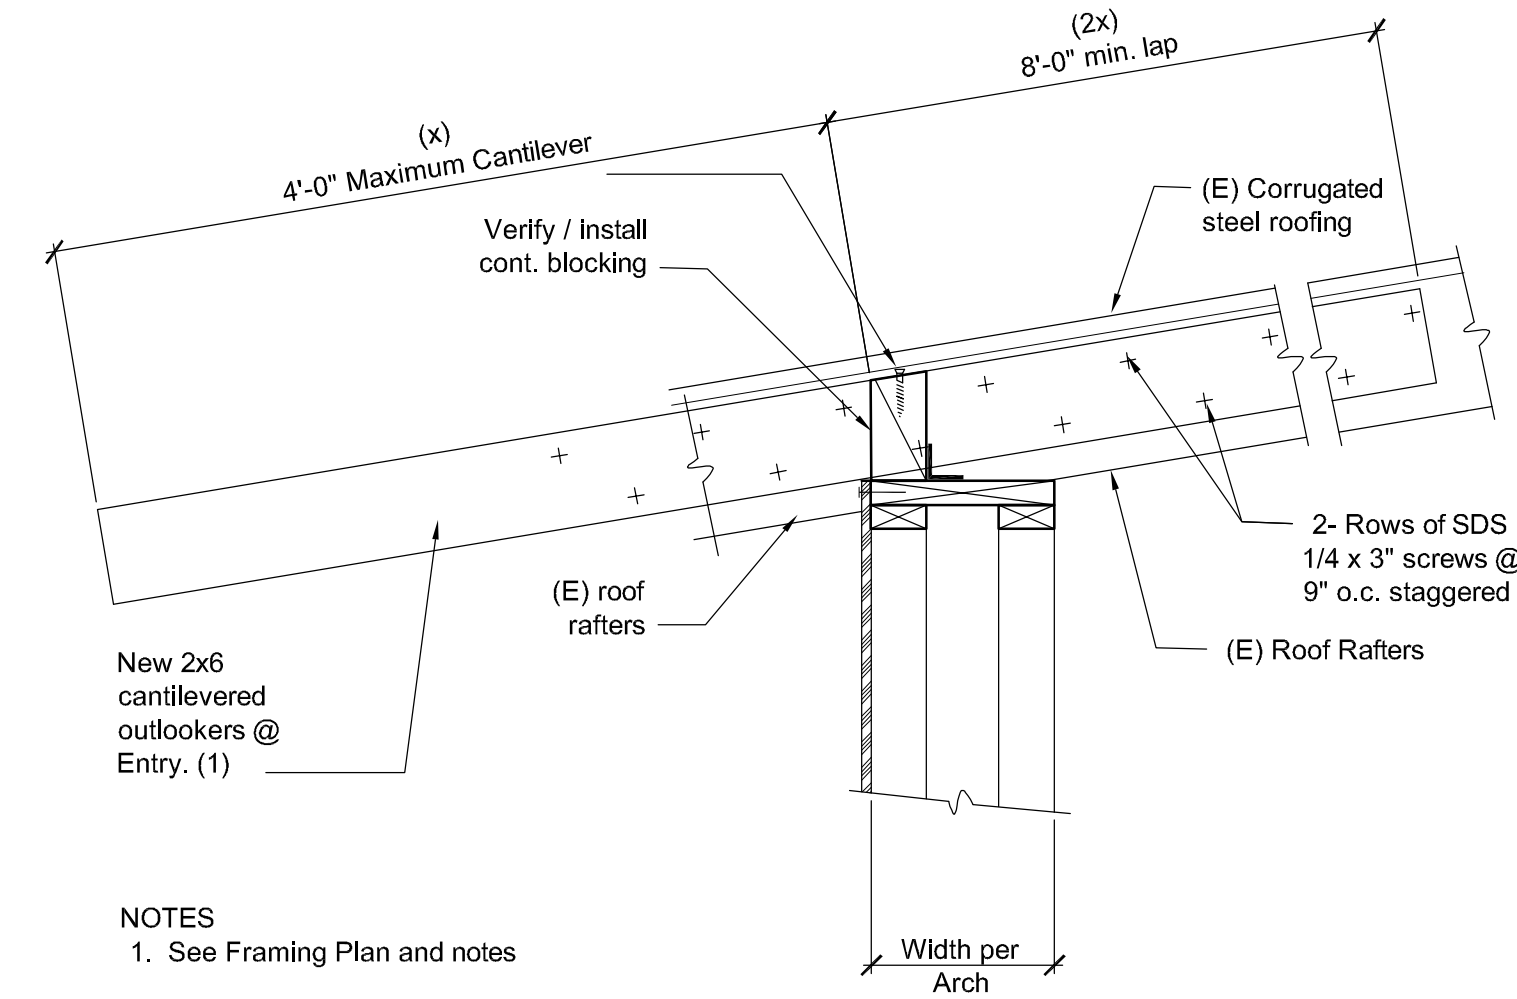 (2x)
8'-0" min. lap
(x)
4'-0" Maximum Cantilever
(E) Corrugated
steel roofing
Verify / install
cont. blocking
2- Rows of SDS
1/4 x 3" screws @
9" o.c. staggered
(E) roof
rafters
(E) Roof Rafters
New 2x6
cantilevered
outlookers @
Entry. (1)
NOTES
1. See Framing Plan and notes
Width per
Arch